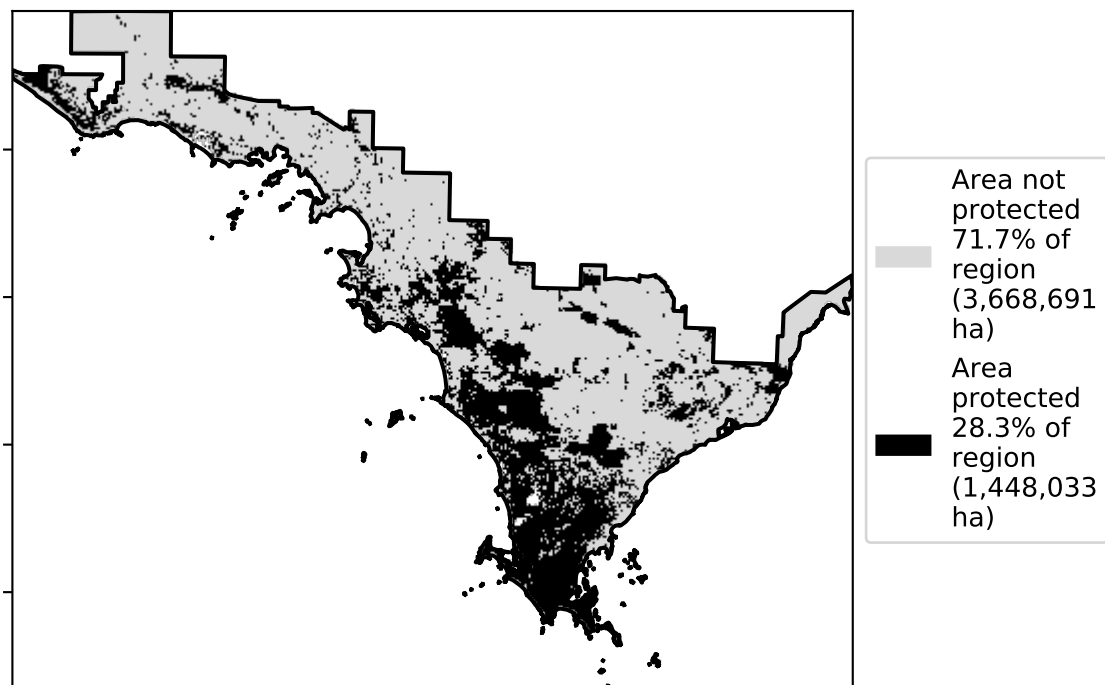 Area not
protected
71.7% of
region
(3,668,691
ha)
Area
protected
28.3% of
region
(1,448,033
ha)